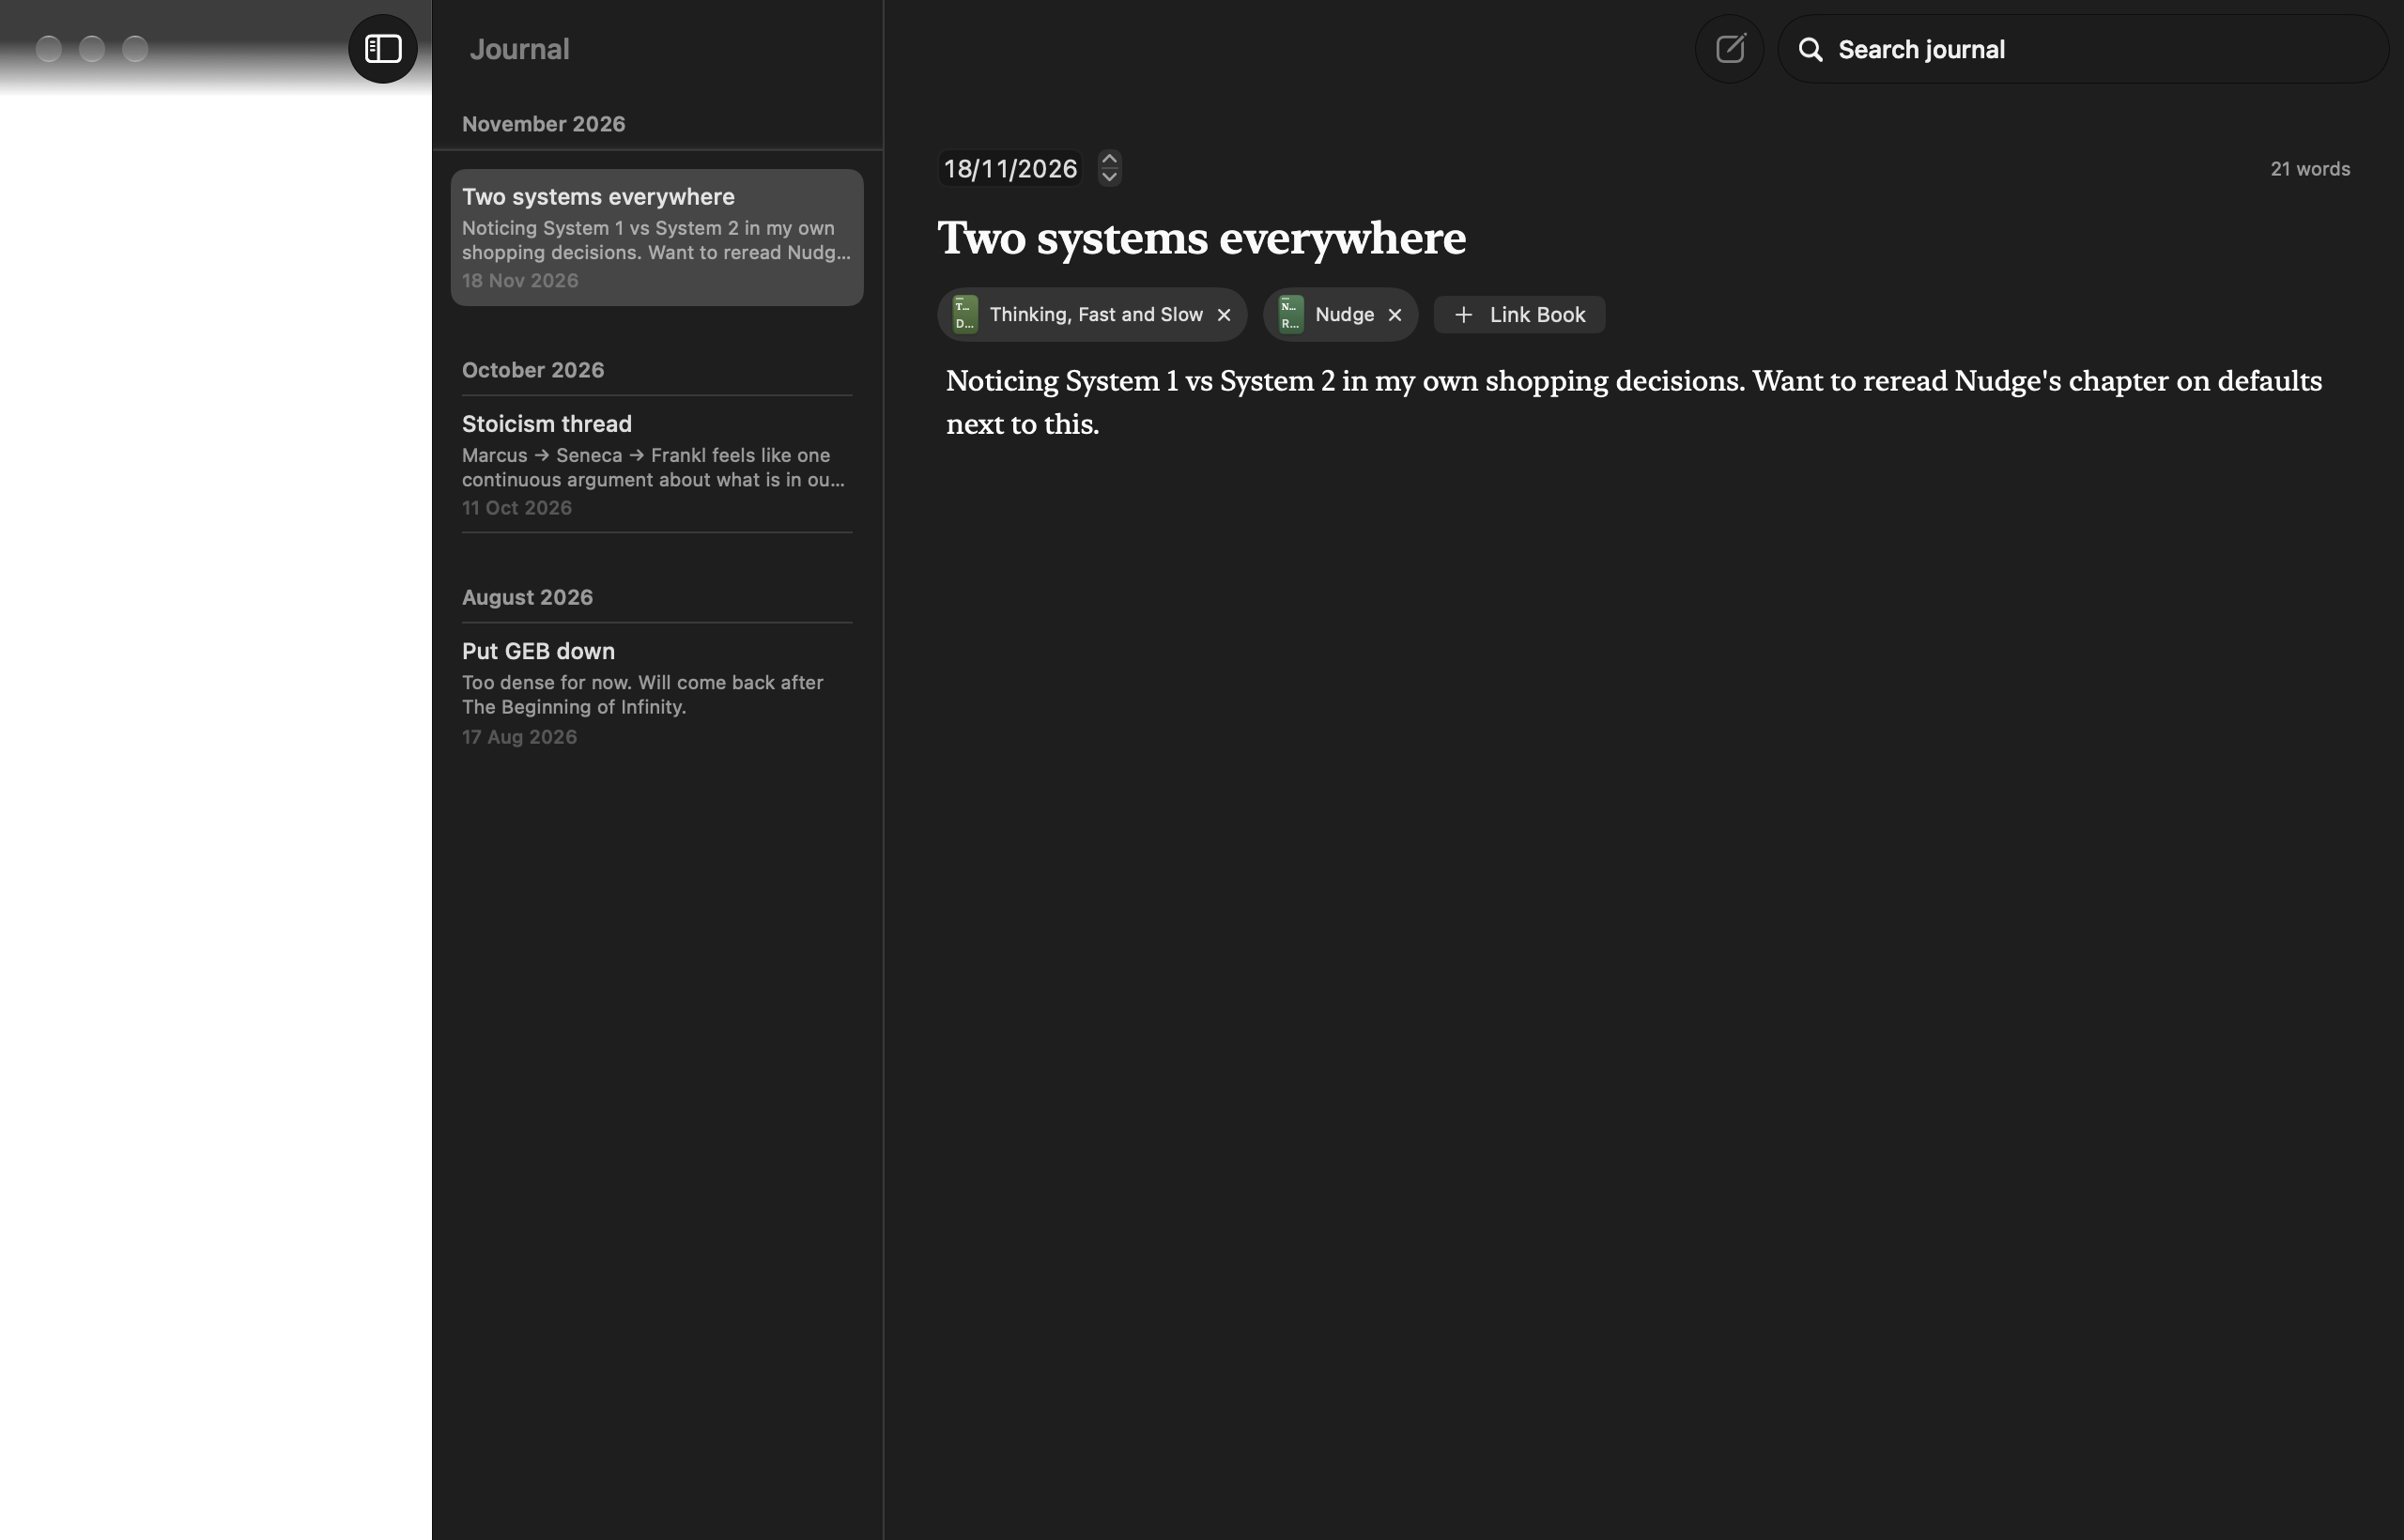 Journal
Search journal
November 2026
Two systems everywhere
Noticing System 1 vs System 2 in my own
shopping decisions. Want to reread Nudg...
18 Nov 2026
October 2026
Stoicism thread
Marcus → Seneca → Frankl feels like one
continuous argument about what is in ou...
11 Oct 2026
August 2026
Put GEB down
Too dense for now. Will come back after
The Beginning of Infinity.
17 Aug 2026
18/11/2026
21 words
Two systems everywhere
T...
D...
Thinking, Fast and Slow ×
N...
R...
Nudge ×
+ Link Book
Noticing System 1 vs System 2 in my own shopping decisions. Want to reread Nudge's chapter on defaults
next to this.